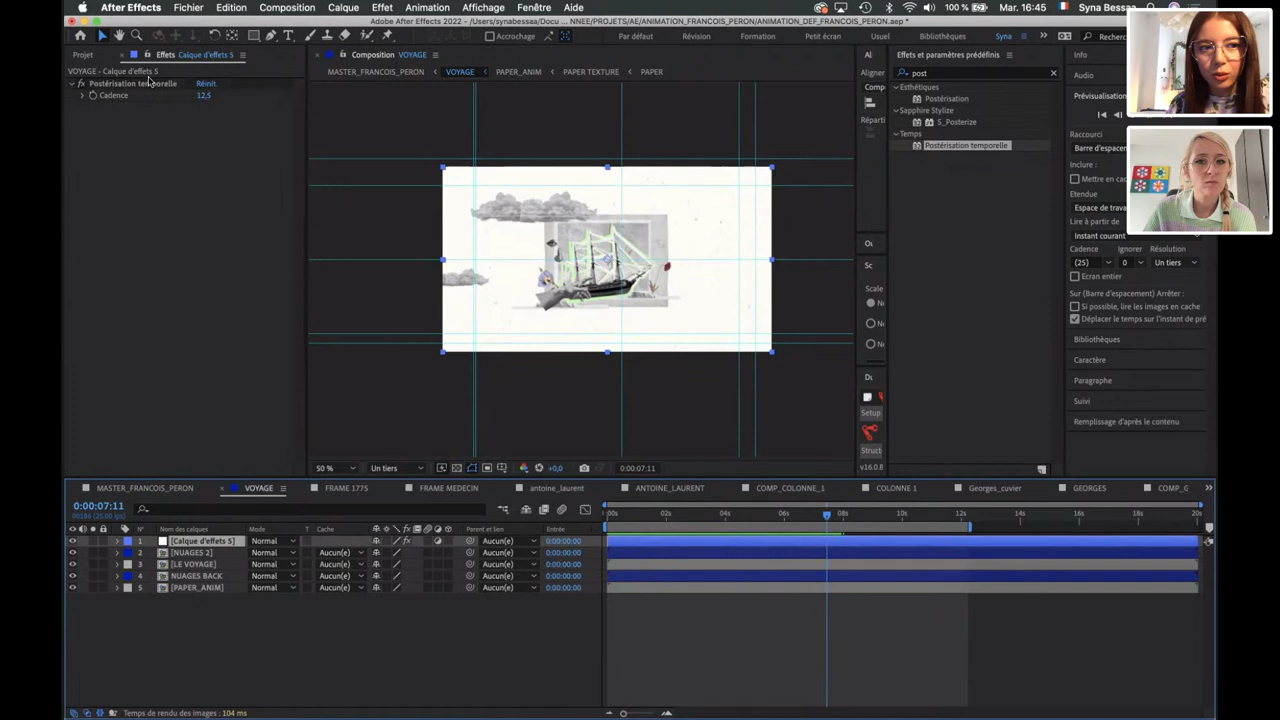 After Effects Fichier Edition Composition Calque Effet Animation Affichage Fenêtre Aide 100 % Mar. 16:45 Syna Bessaa
Adobe After Effects 2022 - /Users/synabessaa/Docu NNEE/PROJETS/AE/ANIMATION_FRANCOIS_PERON/ANIMATION_DEF_FRANCOIS_PERON.aep *
Accrochage Par défaut Révision Formation Petit écran Syna Bibliothèques
Projet Effets Calque d'effets 5 Composition VOYAGE Al Effets et paramètres prédéfinis Info
VOYAGE - Calque d'effets 5 MASTER_FRANCOIS_PERON VOYAGE PAPER_ANIM PAPER TEXTURE PAPER Aligner post Audio
Postérisation temporelle Réinit. Comp Esthétiques
Cadence 12,5 Postérisation Prévisualisation
Réparti Sapphire Stylize
S_Posterize
Temps Raccourci
Postérisation temporelle Barre d'espacement
Inclure :
Mettre en cac
Etendue
Espace de trava
Lire à partir de
Instant courant
Cadence Ignorer Résolution
(25) 0 Un tiers
Ecran entier
Sur (Barre d'espacement) Arrêter :
Si possible, lire les images en cache
Déplacer le temps sur l'instant de pré
Bibliothèques
Caractère
Paragraphe
Suivi
Remplissage d'après le contenu
Sc
Scale
Setup
Struct
v16.0.8
50 % Un tiers +0,0 0:00:07:11
MASTER_FRANCOIS_PERON VOYAGE FRAME 1775 FRAME MEDECIN antoine_laurent ANTOINE_LAURENT COMP_COLONNE_1 COLONNE 1 Georges_cuvier GEORGES COMP_G
0:00:07:11
00186 (25.00 ips)
:00s 02s 04s 06s 08s 10s 12s 14s 16s 18s 20s
N° Nom des calques Mode T Cache Parent et lien Entrée
1 [Calque d'effets 5] Normal Aucun(e) 0:00:00:00
2 [NUAGES 2] Normal Aucun(e) Aucun(e) 0:00:00:00
3 [LE VOYAGE] Normal Aucun(e) Aucun(e) 0:00:00:00
4 NUAGES BACK Normal Aucun(e) Aucun(e) 0:00:00:00
5 [PAPER_ANIM] Normal Aucun(e) Aucun(e) 0:00:00:00
Temps de rendu des images : 104 ms